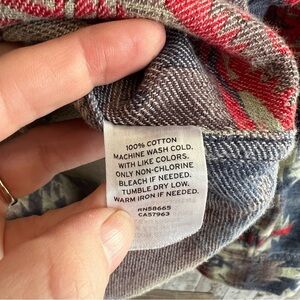 100% COTTON
MACHINE WASH COLD.
WITH LIKE COLORS.
ONLY NON-CHLORINE
BLEACH IF NEEDED.
TUMBLE DRY LOW.
WARM IRON IF NEEDED.
RN58665
CA57963